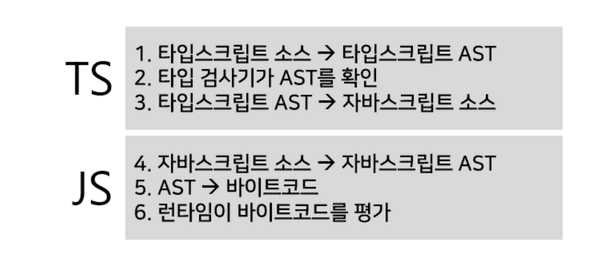 TS
1. 타입스크립트 소스 → 타입스크립트 AST
2. 타입 검사기가 AST를 확인
3. 타입스크립트 AST → 자바스크립트 소스
JS
4. 자바스크립트 소스 → 자바스크립트 AST
5. AST → 바이트코드
6. 런타임이 바이트코드를 평가